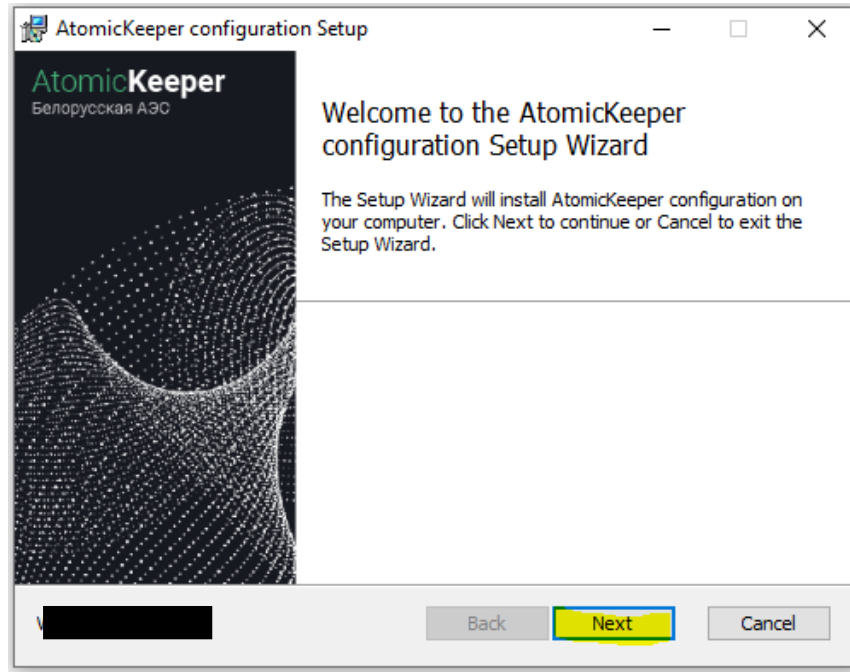 AtomicKeeper configuration Setup
AtomicKeeper
Белорусская АЭС
Welcome to the AtomicKeeper
configuration Setup Wizard
The Setup Wizard will install AtomicKeeper configuration on
your computer. Click Next to continue or Cancel to exit the
Setup Wizard.
Back Next Cancel